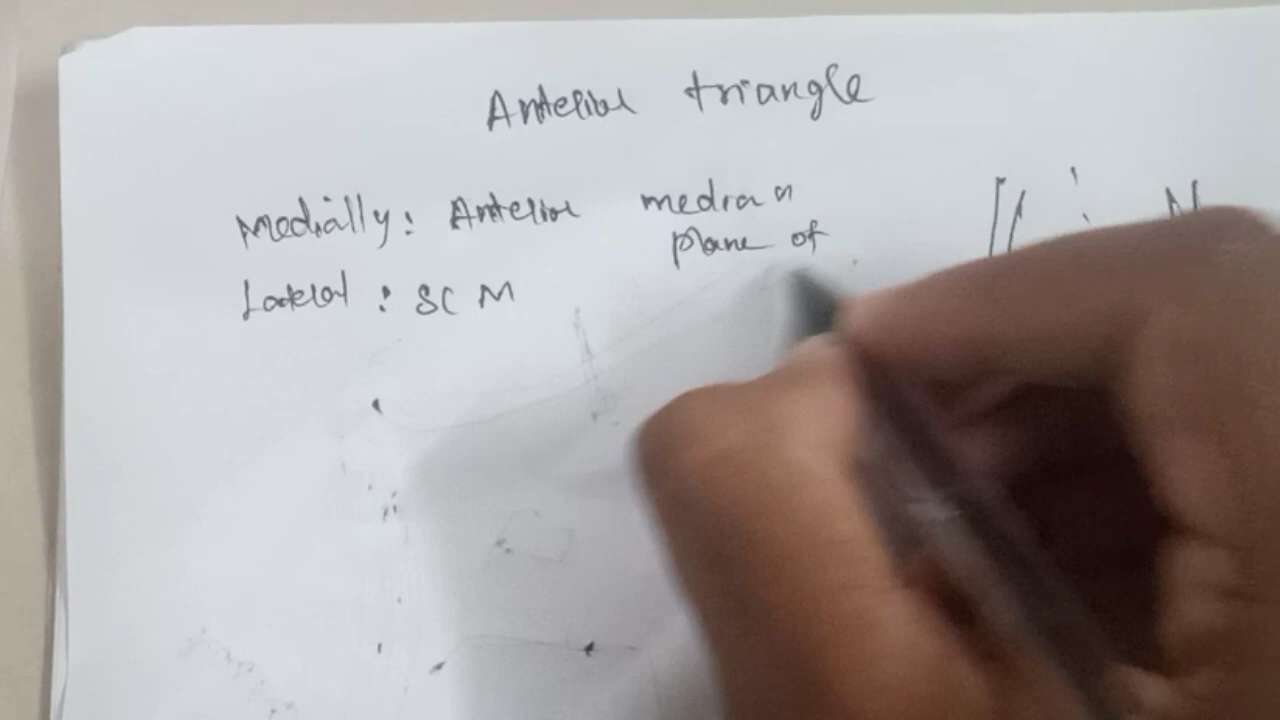 Anterior triangle
Medially: Anterior median
plane of
Lateral: SCM